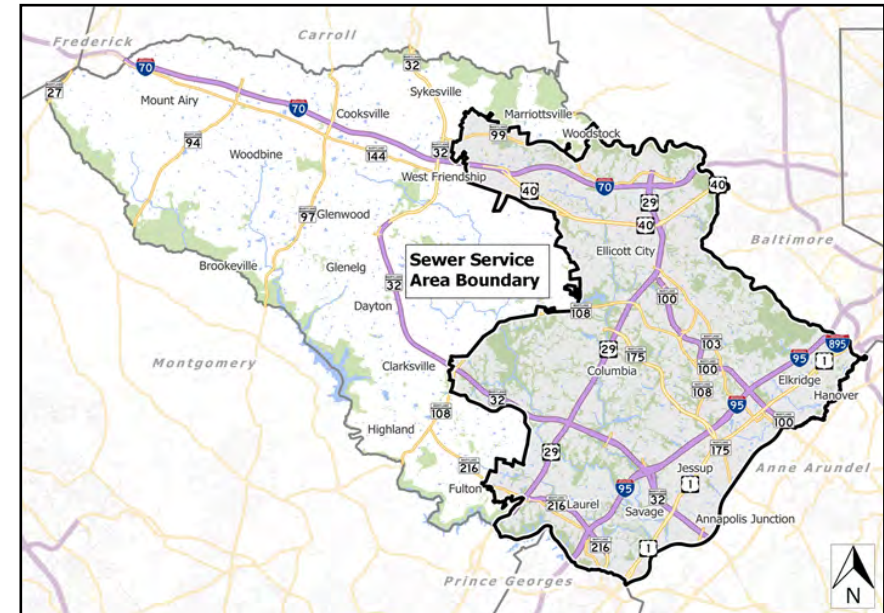 Frederick
Carroll
32
70
Sykesville
27
Mount Airy
70
Cooksville
Marriottsville
99
Woodstock
94
Woodbine
144
32
West Friendship
70
40
40
29
97
Glenwood
40
Ellicott City
Baltimore
Brookeville
Glenelg
Sewer Service
Area Boundary
32
Dayton
100
108
29
175
103
895
95
1
Montgomery
Clarksville
Columbia
100
Elkridge
32
108
95
Hanover
108
100
Highland
29
175
216
Jessup
Anne Arundel
Fulton
95
1
216
Laurel
32
Savage
Annapolis Junction
216
1
Prince Georges
N